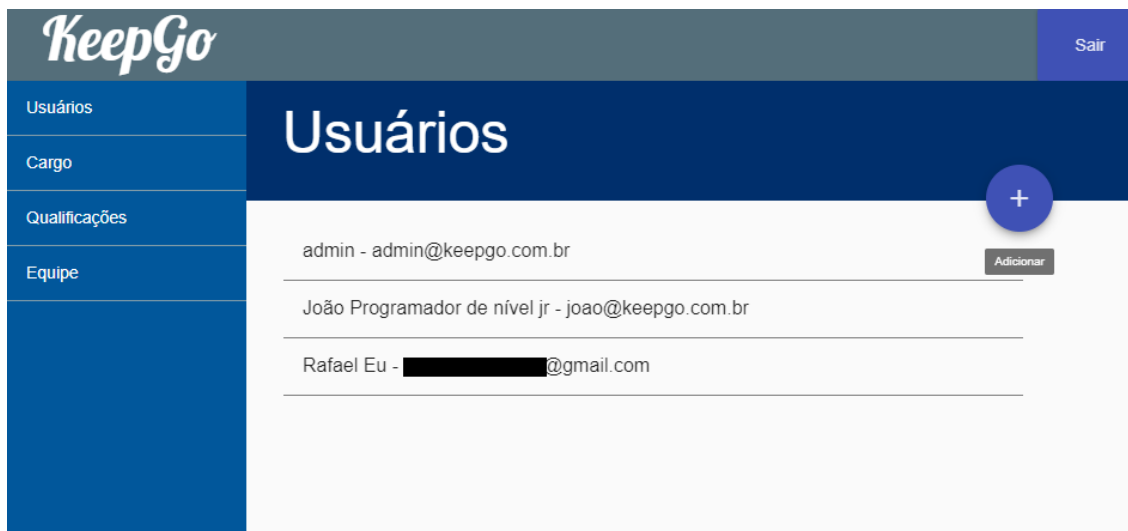 KeepGo
Sair
Usuários
Cargo
Qualificações
Equipe
Usuários
+
Adicionar
admin - admin@keepgo.com.br
João Programador de nível jr - joao@keepgo.com.br
Rafael Eu - @gmail.com